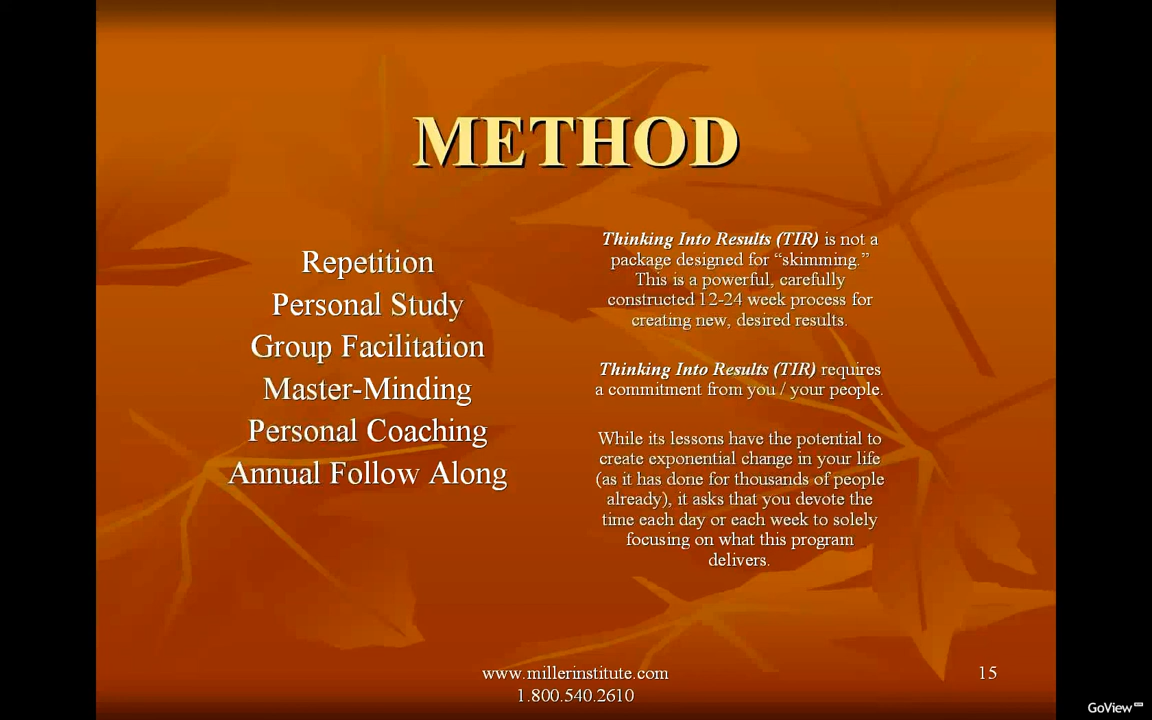 METHOD
Repetition
Personal Study
Group Facilitation
Master-Minding
Personal Coaching
Annual Follow Along
Thinking Into Results (TIR) is not a
package designed for “skimming.”
This is a powerful, carefully
constructed 12-24 week process for
creating new, desired results.
Thinking Into Results (TIR) requires
a commitment from you / your people.
While its lessons have the potential to
create exponential change in your life
(as it has done for thousands of people
already), it asks that you devote the
time each day or each week to solely
focusing on what this program
delivers.
www.millerinstitute.com
1.800.540.2610
15
GoView